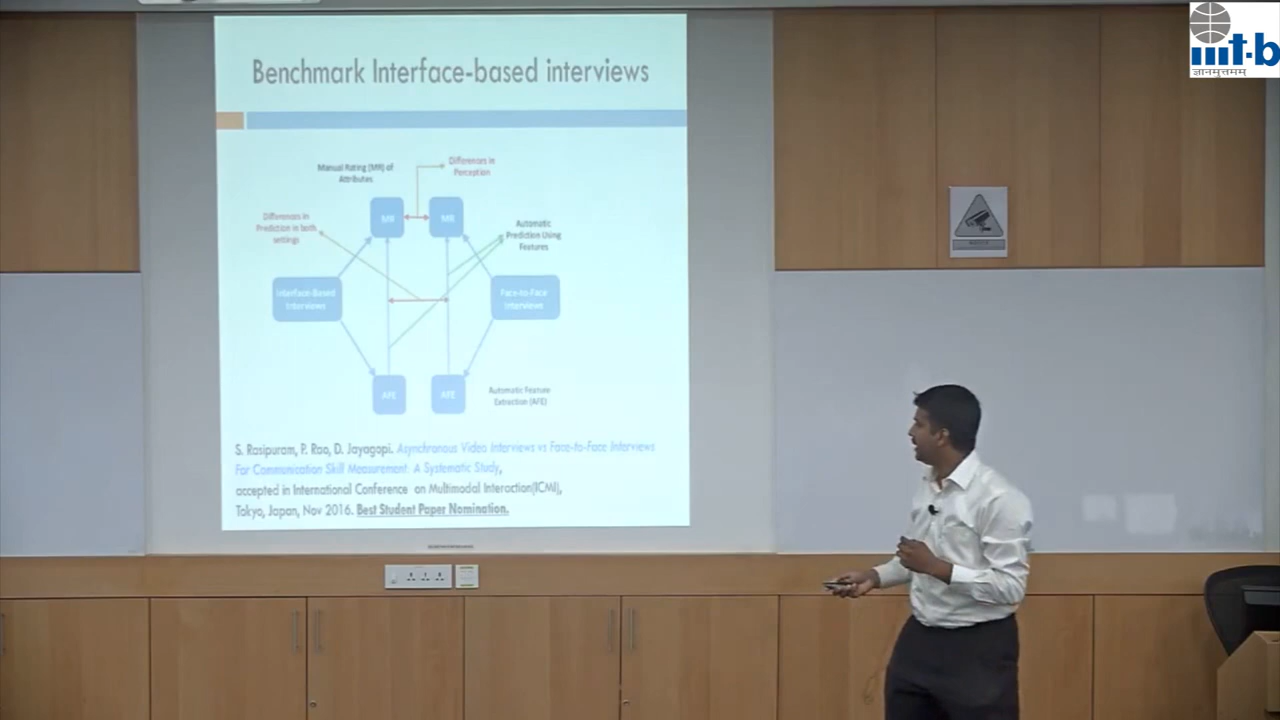 Benchmark Interface-based interviews
Manual Rating (MR) of
Attributes
Differences in
Perception
MR
MR
Differences in
Prediction in both
settings
Automatic
Prediction Using
Features
Interface-Based
Interviews
Face-to-Face
Interviews
AFE
AFE
Automatic Feature
Extraction (AFE)
S. Rasipuram, P. Rao, D. Jayagopi. Asynchronous Video Interviews vs Face-to-Face Interviews
For Communication Skill Measurement: A Systematic Study,
accepted in International Conference on Multimodal Interaction(ICMI),
Tokyo, Japan, Nov 2016. Best Student Paper Nomination.
iiit-b
ज्ञानमुत्तमम्